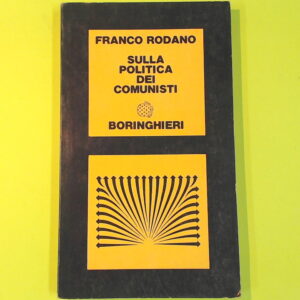 FRANCO RODANO
SULLA
POLITICA
DEI
COMUNISTI
BORINGHIERI